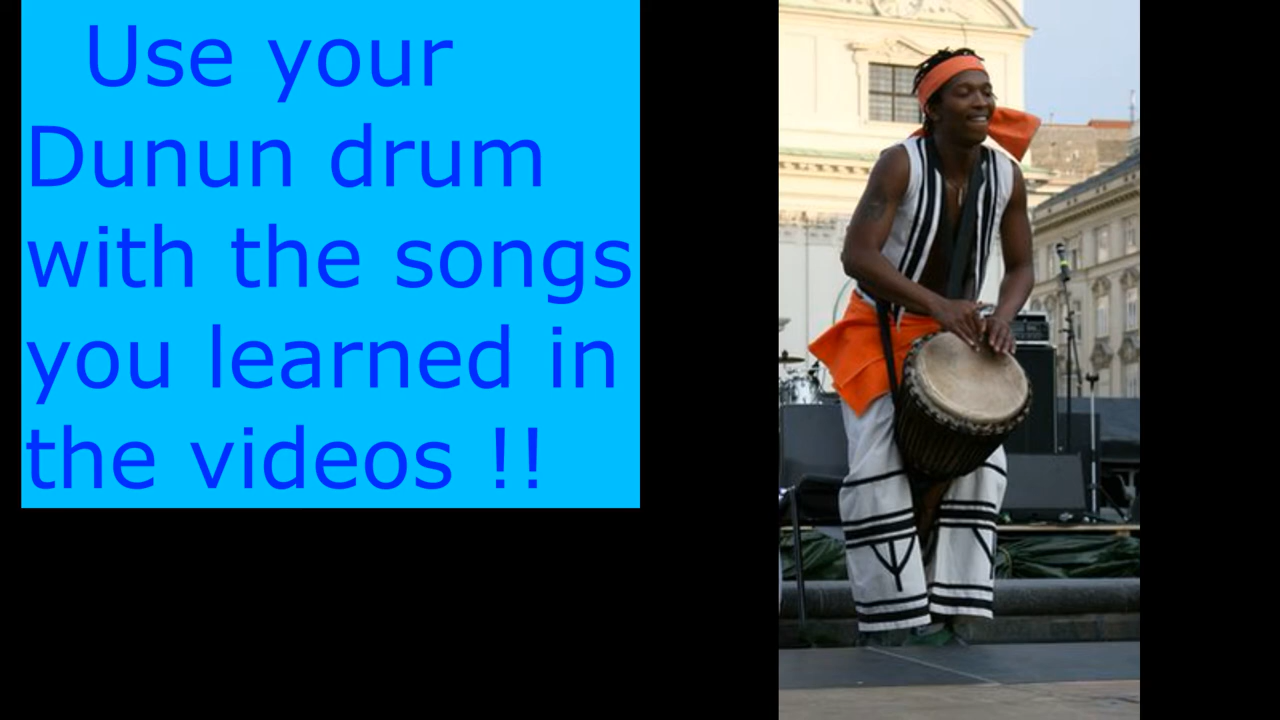 Use your
Dunun drum
with the songs
you learned in
the videos !!